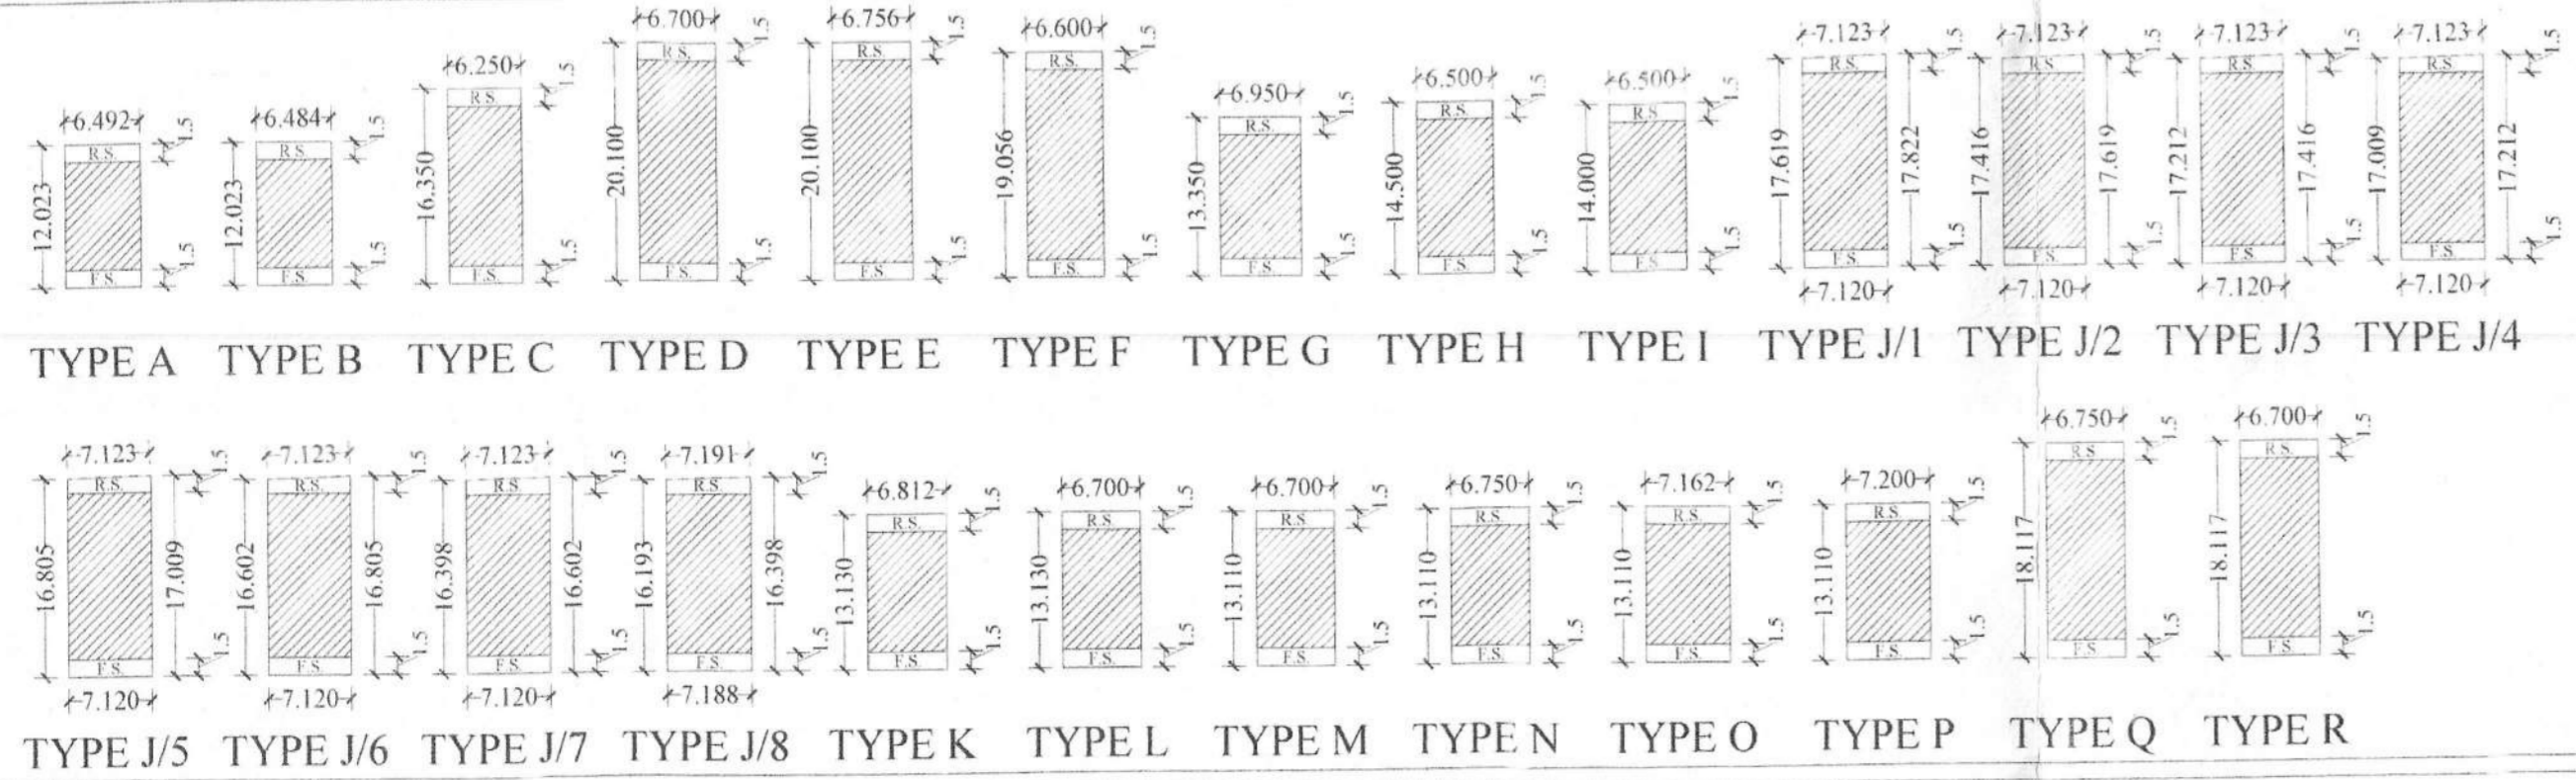 6.492 1.5 R.S. 12.023 F.S. 1.5
TYPE A
6.484 1.5 R.S. 12.023 F.S. 1.5
TYPE B
6.250 1.5 R.S. 16.350 F.S. 1.5
TYPE C
6.700 1.5 R.S. 20.100 F.S. 1.5
TYPE D
6.756 1.5 R.S. 20.100 F.S. 1.5
TYPE E
6.600 1.5 R.S. 19.056 F.S. 1.5
TYPE F
6.950 1.5 R.S. 13.350 F.S. 1.5
TYPE G
6.500 1.5 R.S. 14.500 F.S. 1.5
TYPE H
6.500 1.5 R.S. 14.000 F.S. 1.5
TYPE I
7.123 1.5 R.S. 17.619 17.822 F.S. 1.5 7.120
TYPE J/1
7.123 1.5 R.S. 17.416 17.619 F.S. 1.5 7.120
TYPE J/2
7.123 1.5 R.S. 17.212 17.416 F.S. 1.5 7.120
TYPE J/3
7.123 1.5 R.S. 17.009 17.212 F.S. 1.5 7.120
TYPE J/4
7.123 1.5 R.S. 16.805 17.009 F.S. 1.5 7.120
TYPE J/5
7.123 1.5 R.S. 16.602 16.805 F.S. 1.5 7.120
TYPE J/6
7.123 1.5 R.S. 16.398 16.602 F.S. 1.5 7.120
TYPE J/7
7.191 1.5 R.S. 16.193 16.398 F.S. 1.5 7.188
TYPE J/8
6.812 1.5 R.S. 13.130 F.S. 1.5
TYPE K
6.700 1.5 R.S. 13.130 F.S. 1.5
TYPE L
6.700 1.5 R.S. 13.110 F.S. 1.5
TYPE M
6.750 1.5 R.S. 13.110 F.S. 1.5
TYPE N
7.162 1.5 R.S. 13.110 F.S. 1.5
TYPE O
7.200 1.5 R.S. 13.110 F.S. 1.5
TYPE P
6.750 1.5 R.S. 18.117 F.S. 1.5
TYPE Q
6.700 1.5 R.S. 18.117 F.S. 1.5
TYPE R